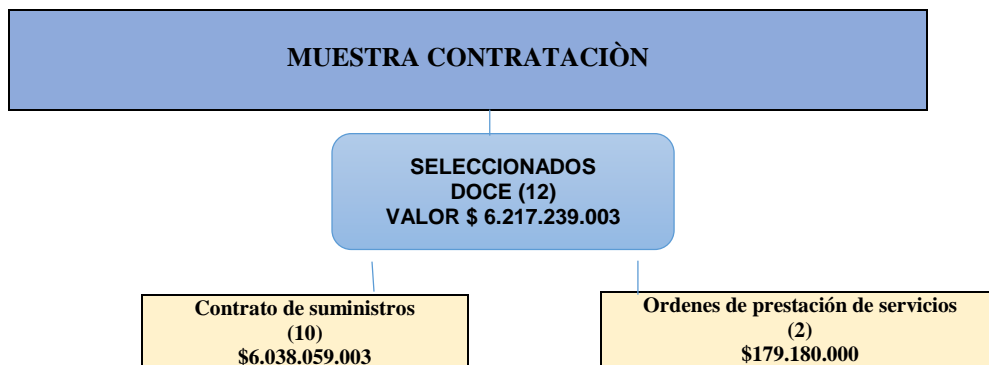 MUESTRA CONTRATACIÒN
SELECCIONADOS
DOCE (12)
VALOR $ 6.217.239.003
Contrato de suministros
(10)
$6.038.059.003
Ordenes de prestación de servicios
(2)
$179.180.000